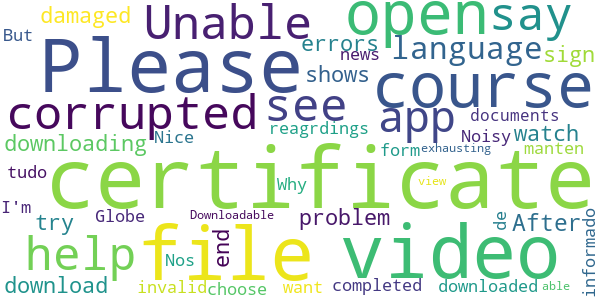 damaged Unable open say
But Please errors language sign
news
shows course
corrupted see app documents
reagrdings Noisy watch
downloading Nice form exhausting manten
tudo certificate Why view
I'm try Globe Downloadable problem de After informado
help file end video
Nos
download invalid choose want completed downloaded able